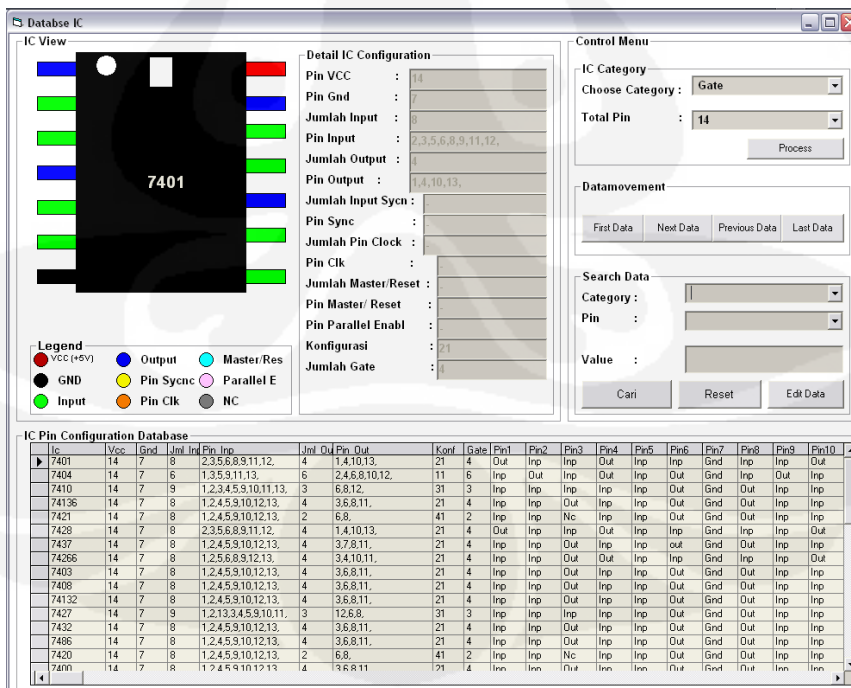 Databse IC
IC View
7401
Legend
VCC (+5V)
Output
Master/Res
GND
Pin Sycnc
Parallel E
Input
Pin Clk
NC
Detail IC Configuration
Pin VCC : 14
Pin Gnd : 7
Jumlah Input : 8
Pin Input : 2,3,5,6,8,9,11,12,
Jumlah Output : 4
Pin Output : 1,4,10,13,
Jumlah Input Sycn : -
Pin Sync : -
Jumlah Pin Clock : -
Pin Clk : -
Jumlah Master/Reset : -
Pin Master/ Reset : -
Pin Parallel Enabl : -
Konfigurasi : 21
Jumlah Gate : 4
Control Menu
IC Category
Choose Category : Gate
Total Pin : 14
Process
Datamovement
First Data Next Data Previous Data Last Data
Search Data
Category :
Pin :
Value :
Cari Reset Edit Data
IC Pin Configuration Database
Ic Vcc Gnd Jml Inp Pin_Inp Jml_Ou Pin_Out Konf Gate Pin1 Pin2 Pin3 Pin4 Pin5 Pin6 Pin7 Pin8 Pin9 Pin10
7401 14 7 8 2,3,5,6,8,9,11,12, 4 1,4,10,13, 21 4 Out Inp Inp Out Inp Inp Gnd Inp Inp Out
7404 14 7 6 1,3,5,9,11,13, 6 2,4,6,8,10,12, 11 6 Inp Out Inp Out Inp Out Gnd Inp Out Inp
7410 14 7 9 1,2,3,4,5,9,10,11,13, 3 6,8,12, 31 3 Inp Inp Inp Inp Inp Out Gnd Out Inp Inp
74136 14 7 8 1,2,4,5,9,10,12,13, 4 3,6,8,11, 21 4 Inp Inp Out Inp Inp Out Gnd Out Inp Inp
7421 14 7 8 1,2,4,5,9,10,12,13, 2 6,8, 41 2 Inp Inp Nc Inp Inp Out Gnd Out Inp Inp
7428 14 7 8 2,3,5,6,8,9,11,12, 4 1,4,10,13, 21 4 Out Inp Inp Out Inp Inp Gnd Inp Inp Out
7437 14 7 8 1,2,4,5,9,10,12,13, 4 3,7,8,11, 21 4 Inp Inp Out Inp Inp out Gnd Out Inp Inp
74266 14 7 8 1,2,5,6,8,9,12,13, 4 3,4,10,11, 21 4 Inp Inp Out Out Inp Inp Gnd Inp Inp Out
7403 14 7 8 1,2,4,5,9,10,12,13, 4 3,6,8,11, 21 4 Inp Inp Out Inp Inp Out Gnd Out Inp Inp
7408 14 7 8 1,2,4,5,9,10,12,13, 4 3,6,8,11, 21 4 Inp Inp Out Inp Inp Out Gnd Out Inp Inp
74132 14 7 8 1,2,4,5,9,10,12,13, 4 3,6,8,11, 21 4 Inp Inp Out Inp Inp Out Gnd Out Inp Inp
7427 14 7 9 1,2,13,3,4,5,9,10,11, 3 12,6,8, 31 3 Inp Inp Inp Inp Inp Out Gnd Out Inp Inp
7432 14 7 8 1,2,4,5,9,10,12,13, 4 3,6,8,11, 21 4 Inp Inp Out Inp Inp Out Gnd Out Inp Inp
7486 14 7 8 1,2,4,5,9,10,12,13, 4 3,6,8,11, 21 4 Inp Inp Out Inp Inp Out Gnd Out Inp Inp
7420 14 7 8 1,2,4,5,9,10,12,13, 2 6,8, 41 2 Inp Inp Nc Inp Inp Out Gnd Out Inp Inp
7400 14 7 8 1,2,4,5,9,10,12,13, 4 3,6,8,11, 21 4 Inp Inp Out Inp Inp Out Gnd Out Inp Inp